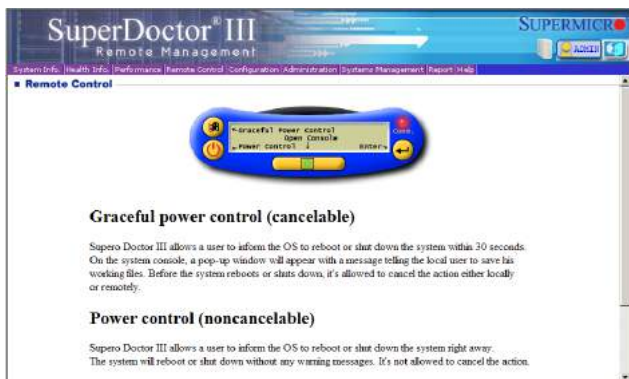 SuperDoctor® III
Remote Management
SUPERMICR
ADMIN
System Info. Health Info. Performance Remote Control Configuration Administration Systems Management Report Help
Remote Control
Graceful Power Control
Open Console
Power Control
Enter
Graceful power control (cancelable)
Supero Doctor III allows a user to inform the OS to reboot or shut down the system within 30 seconds.
On the system console, a pop-up window will appear with a message telling the local user to save his
working files. Before the system reboots or shuts down, it's allowed to cancel the action either locally
or remotely.
Power control (noncancelable)
Supero Doctor III allows a user to inform the OS to reboot or shut down the system right away.
The system will reboot or shut down without any warning messages. It's not allowed to cancel the action.